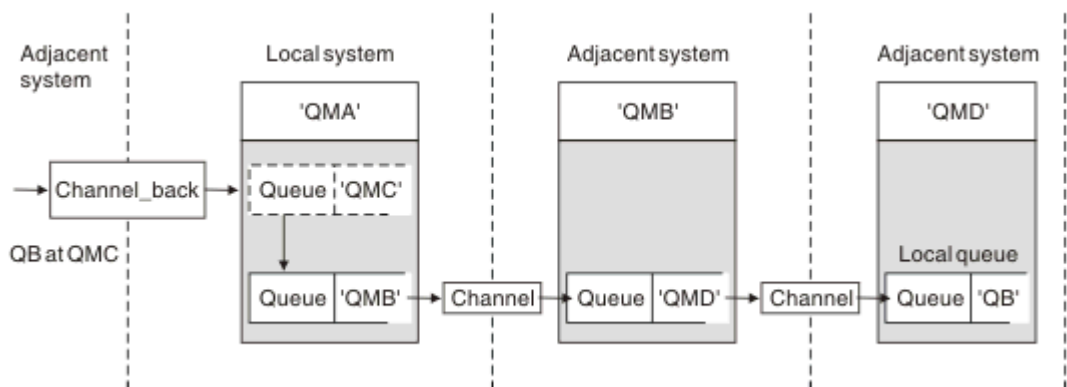 Adjacent system
Local system
Adjacent system
Adjacent system
'QMA'
'QMB'
'QMD'
Channel_back
Queue 'QMC'
QB at QMC
Local queue
Queue 'QMB'
Channel
Queue 'QMD'
Channel
Queue 'QB'